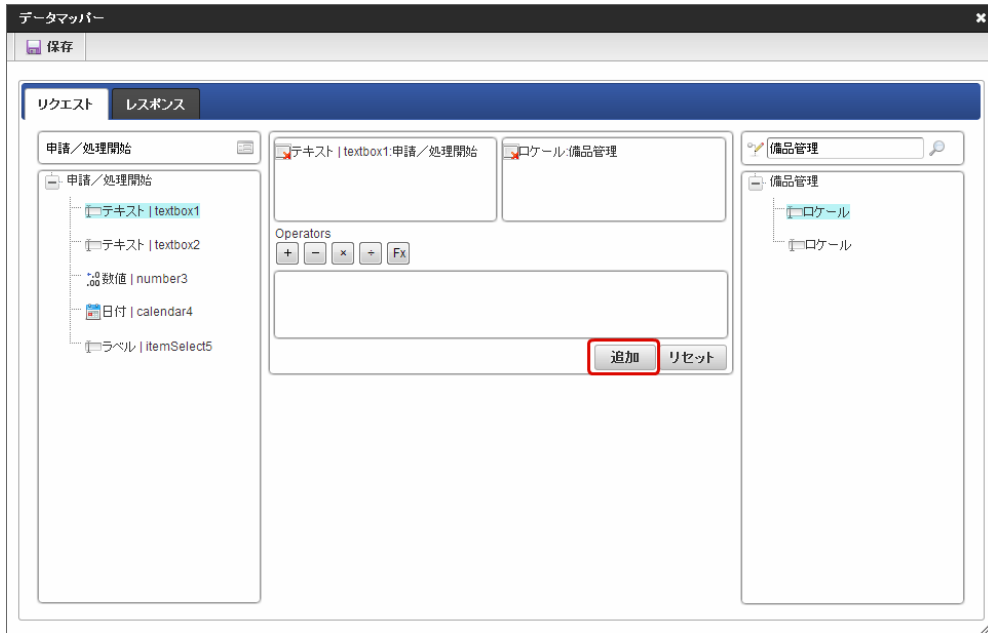 データマッパー
保存
リクエスト レスポンス
申請／処理開始
申請／処理開始
テキスト | textbox1
テキスト | textbox2
数値 | number3
日付 | calendar4
ラベル | itemSelect5
テキスト | textbox1:申請／処理開始
ロケール:備品管理
Operators
+ − × ÷ Fx
追加 リセット
備品管理
備品管理
ロケール
ロケール